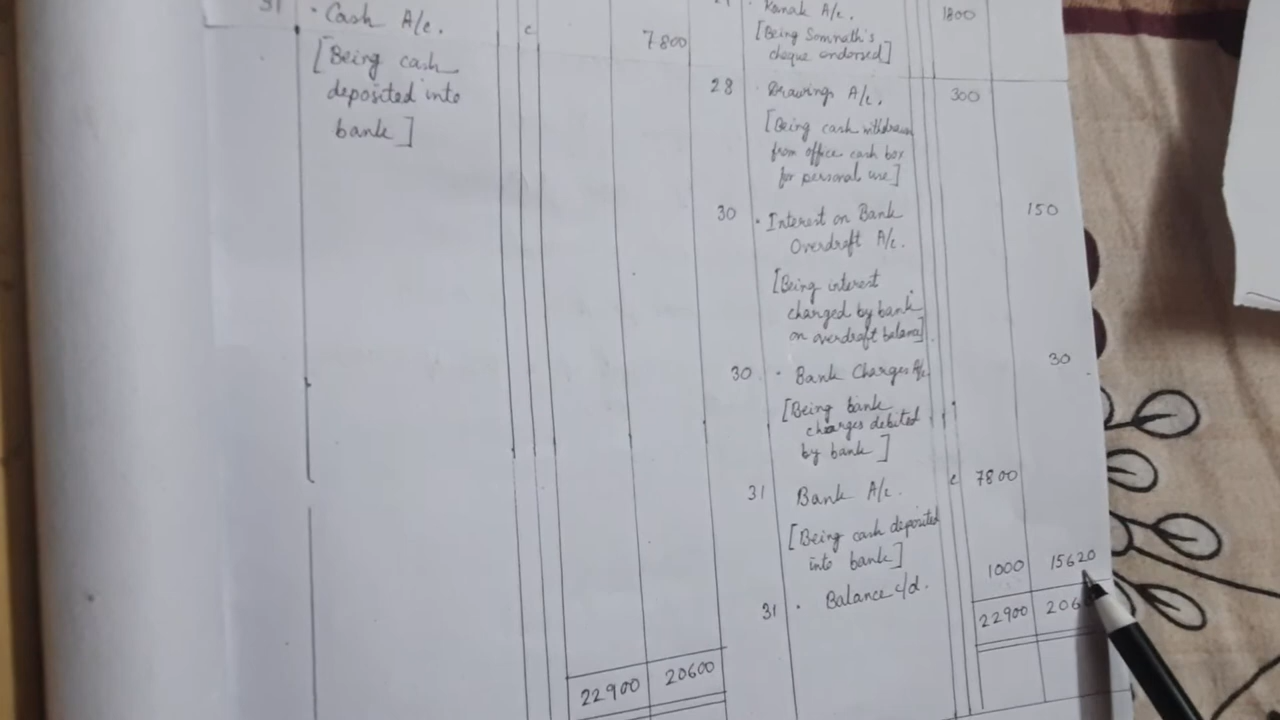 31 · Cash A/c. c 7800
[Being cash
deposited into
bank]
22900 20600
Kanak A/c. 1800
[Being Somnath's
cheque endorsed]
28 · Drawings A/c. 300
[Being cash withdrawn
from office cash box
for personal use]
30 · Interest on Bank 150
Overdraft A/c.
[Being interest
charged by bank
on overdraft balance]
30 · Bank Charges A/c. 30
[Being bank
charges debited
by bank]
31 Bank A/c. c 7800
[Being cash deposited
into bank]
31 · Balance c/d. 1000 15620
22900